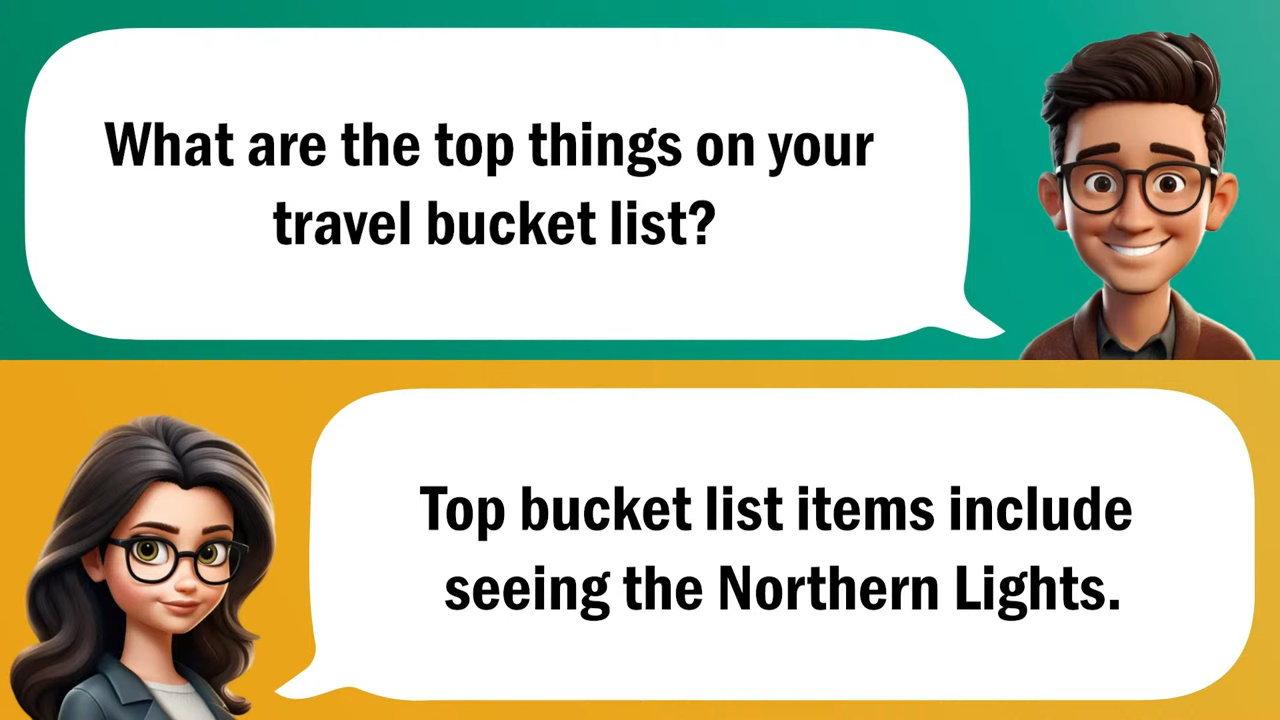 What are the top things on your
travel bucket list?
Top bucket list items include
seeing the Northern Lights.